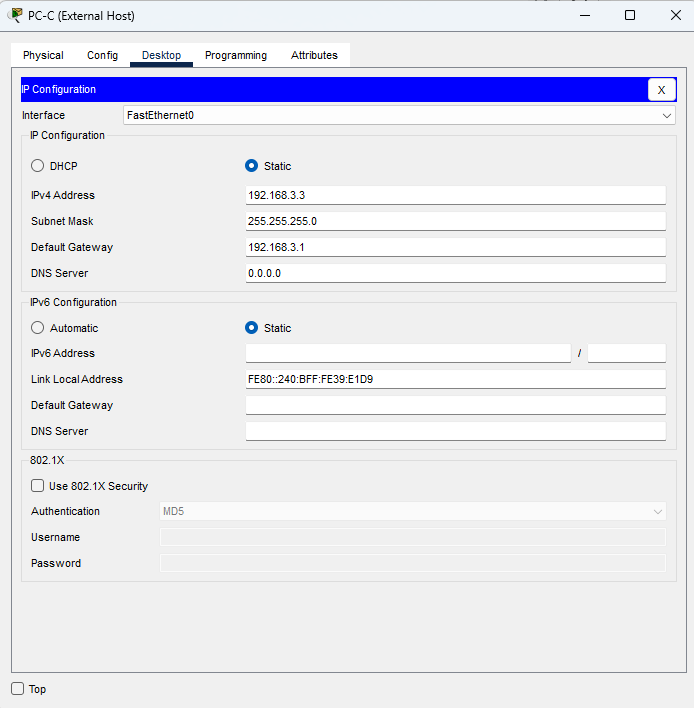 PC-C (External Host)
Physical Config Desktop Programming Attributes
IP Configuration
X
Interface FastEthernet0
IP Configuration
DHCP Static
IPv4 Address 192.168.3.3
Subnet Mask 255.255.255.0
Default Gateway 192.168.3.1
DNS Server 0.0.0.0
IPv6 Configuration
Automatic Static
IPv6 Address /
Link Local Address FE80::240:BFF:FE39:E1D9
Default Gateway
DNS Server
802.1X
Use 802.1X Security
Authentication MD5
Username
Password
Top